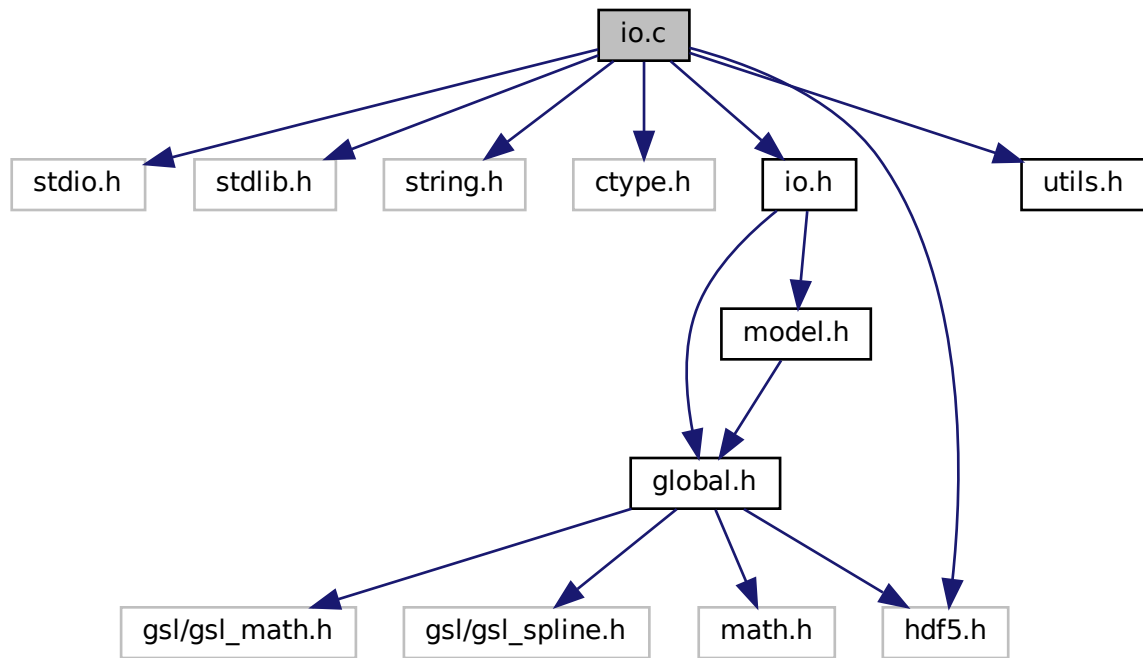 io.c
stdio.h
stdlib.h
string.h
ctype.h
io.h
utils.h
model.h
global.h
gsl/gsl_math.h
gsl/gsl_spline.h
math.h
hdf5.h